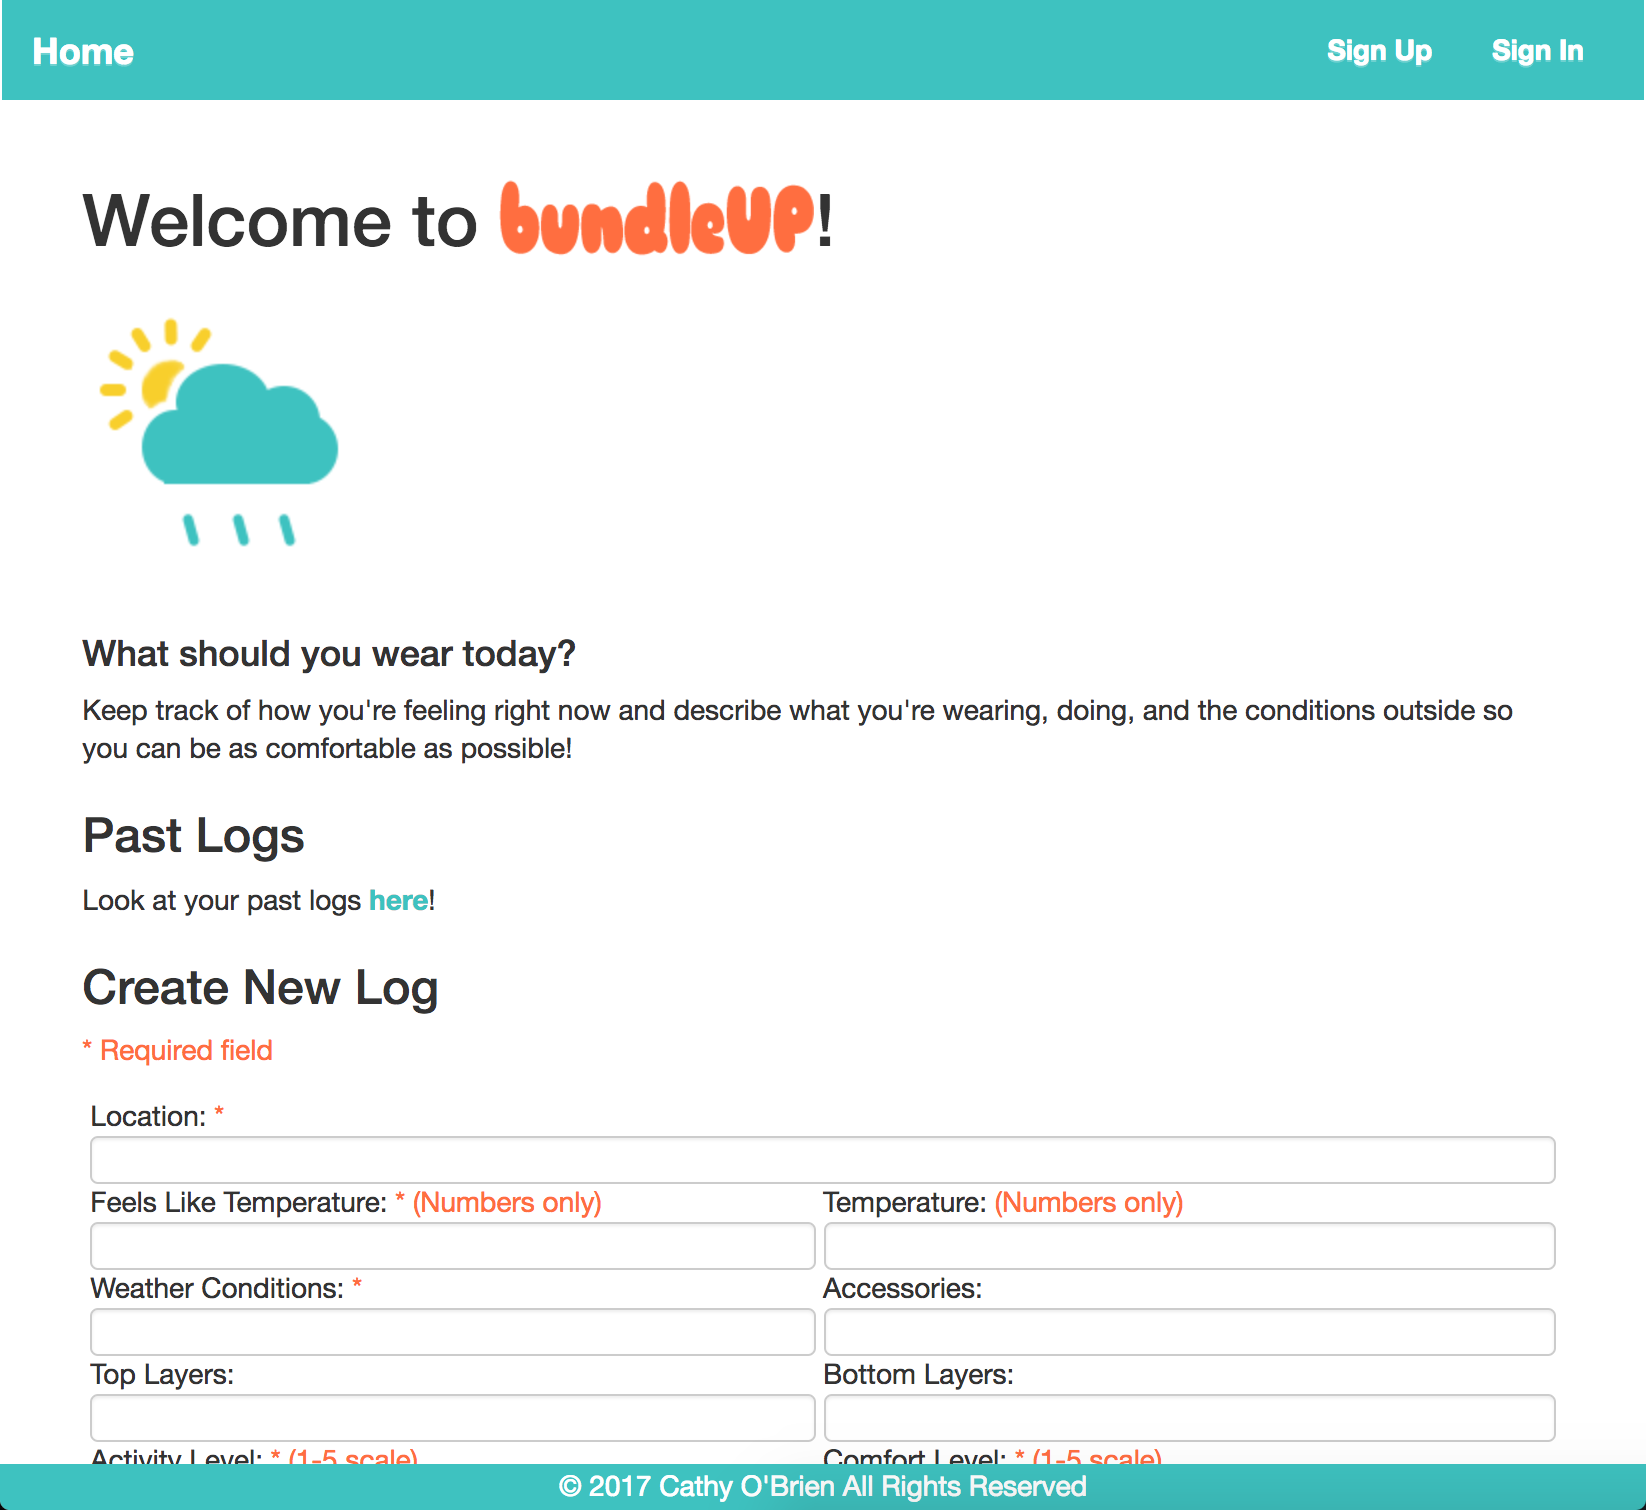 Home Sign Up Sign In
Welcome to bundleUP!
What should you wear today?
Keep track of how you're feeling right now and describe what you're wearing, doing, and the conditions outside so
you can be as comfortable as possible!
Past Logs
Look at your past logs here!
Create New Log
* Required field
Location: *
Feels Like Temperature: * (Numbers only) Temperature: (Numbers only)
Weather Conditions: * Accessories:
Top Layers: Bottom Layers:
Activity Level: * (1-5 scale) Comfort Level: * (1-5 scale)
© 2017 Cathy O'Brien All Rights Reserved